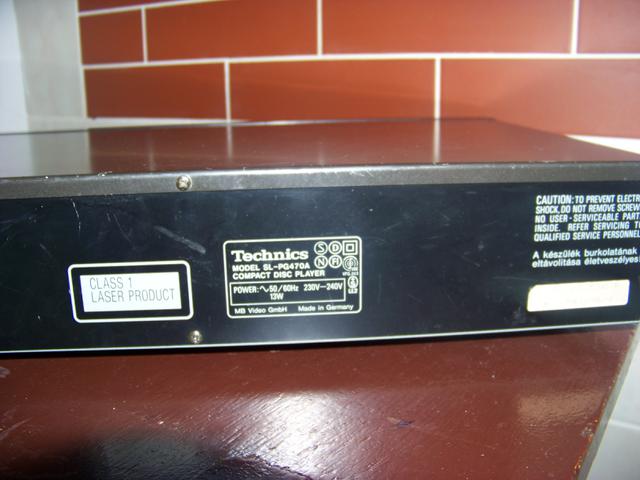 CLASS 1
LASER PRODUCT
Technics
MODEL SL-PG470A
COMPACT DISC PLAYER
POWER: ∿50/60Hz 230V—240V
13W
MB Video GmbH Made in Germany
S D
N
CAUTION: TO PREVENT ELECTR
SHOCK, DO NOT REMOVE SCREW
NO USER-SERVICEABLE PART
INSIDE. REFER SERVICING T
QUALIFIED SERVICE PERSONNEL
A készülék burkolatának
eltávolítása életveszélyes